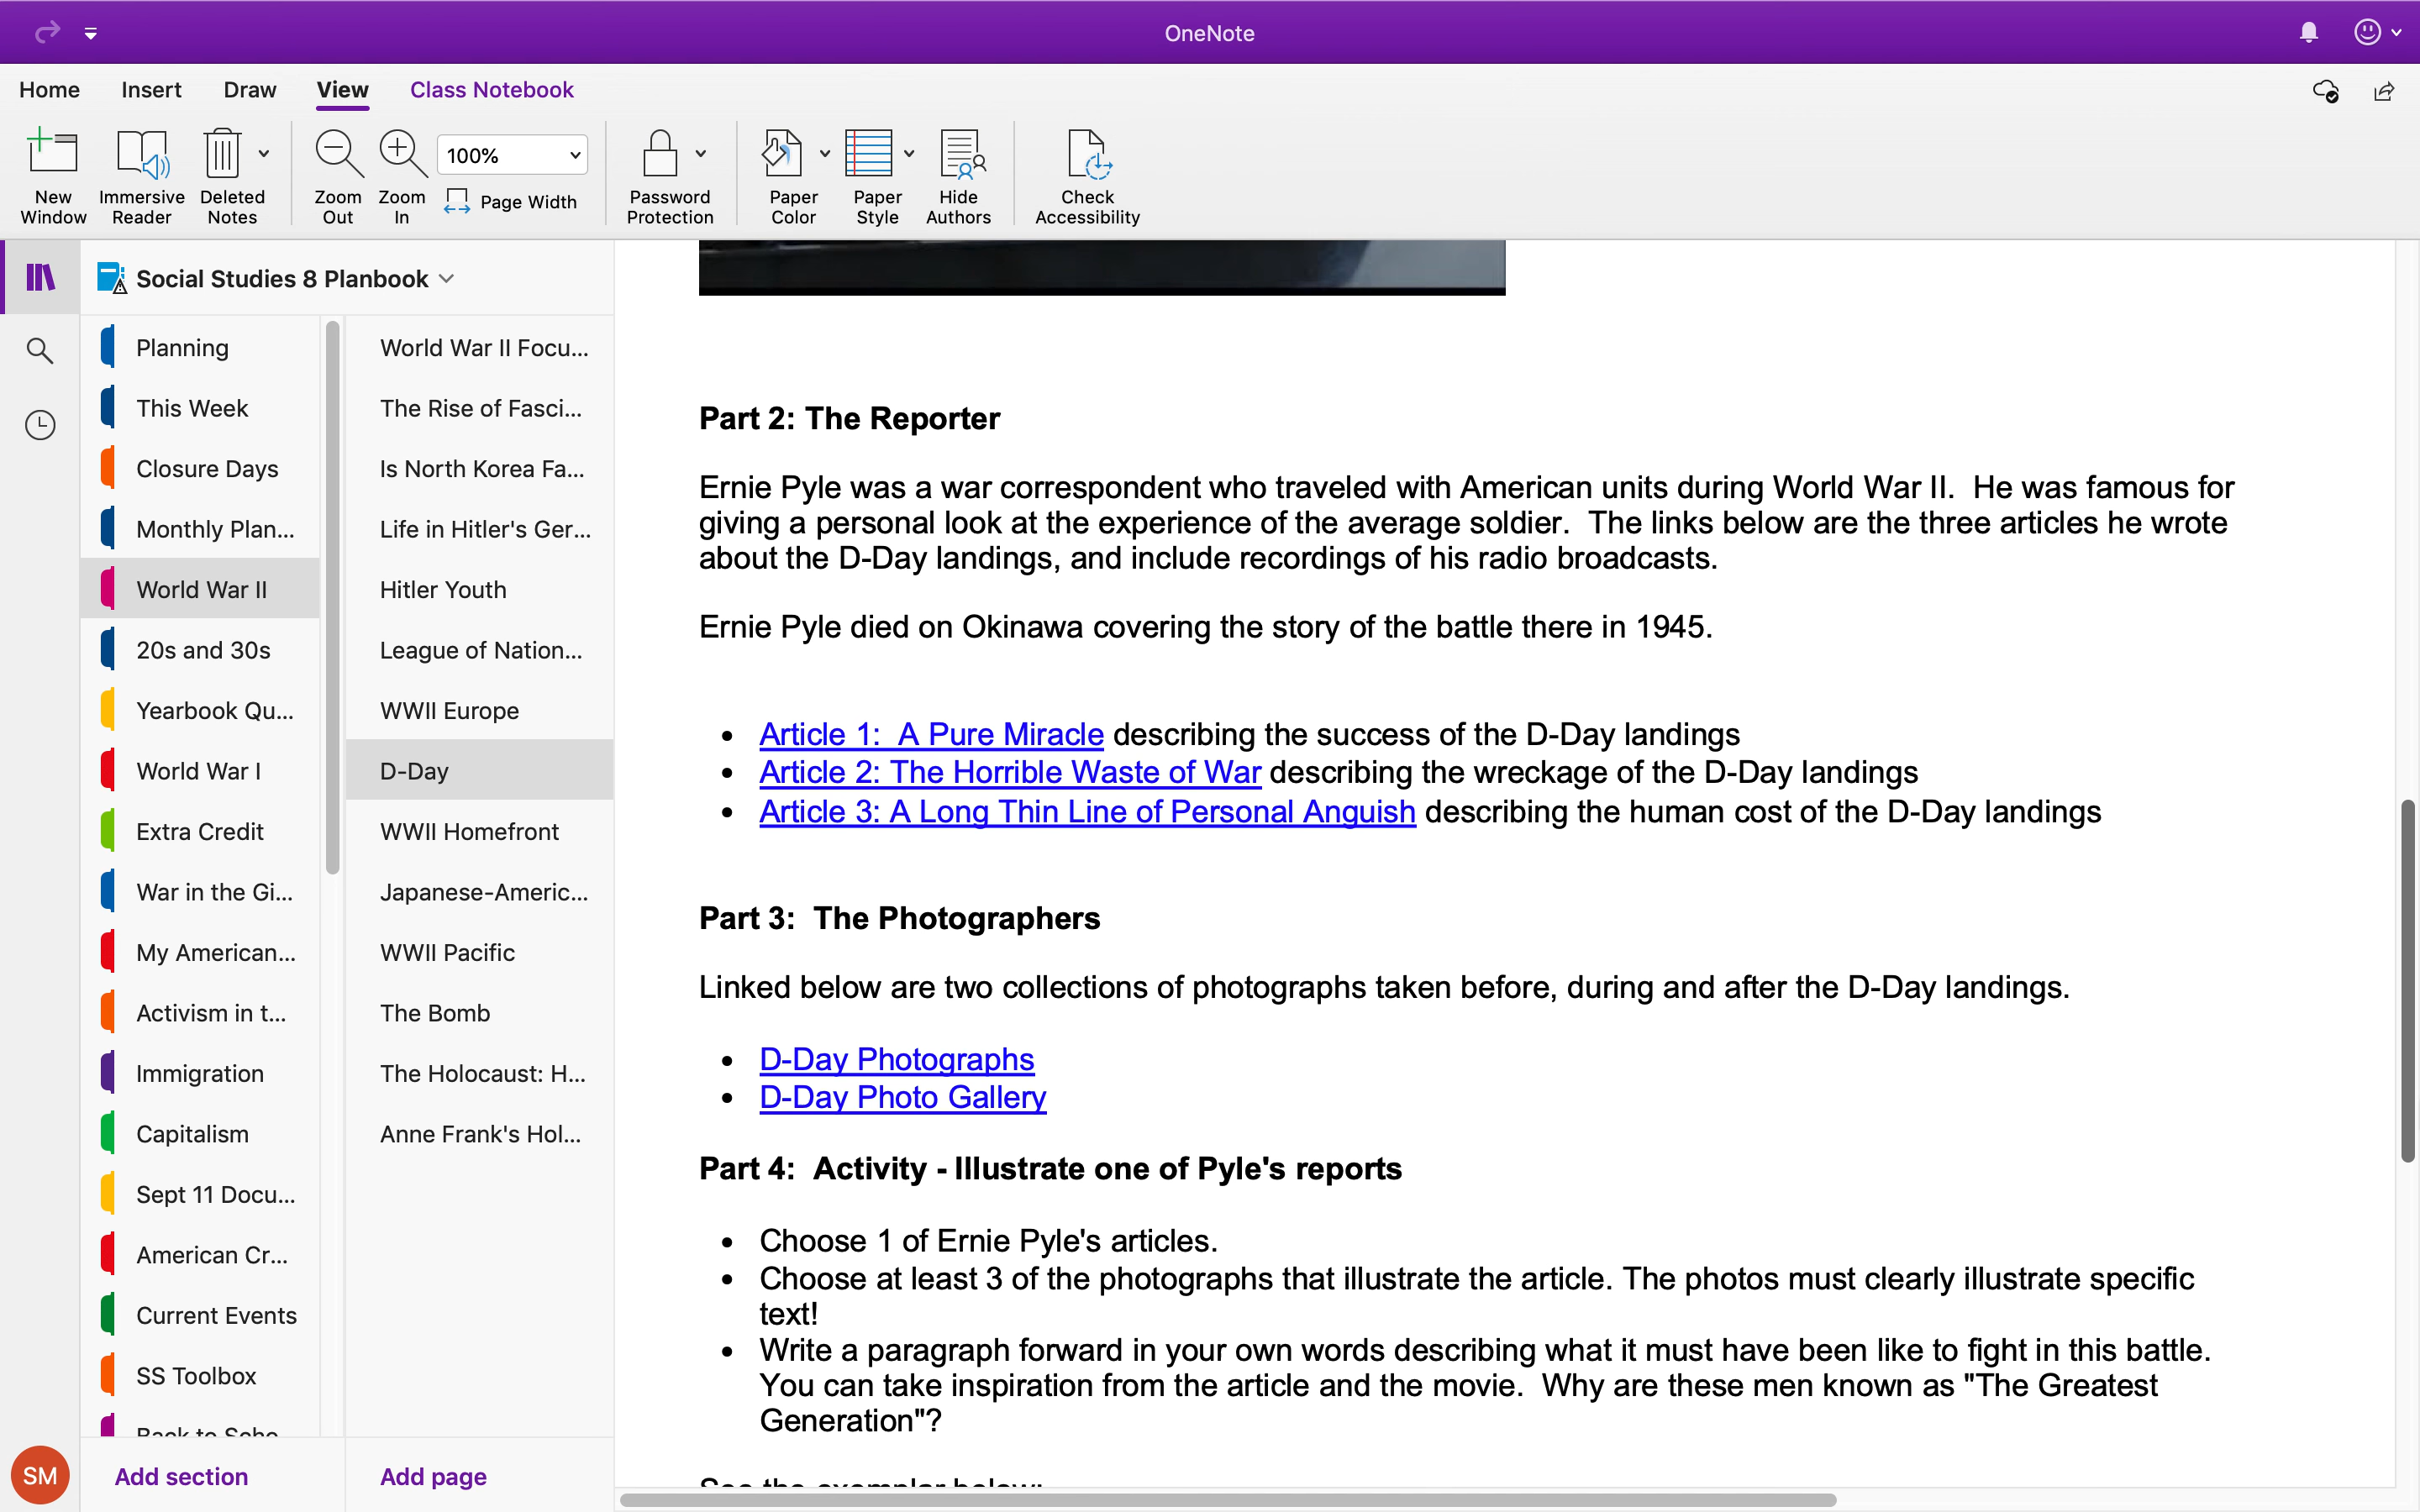 OneNote
Home Insert Draw View Class Notebook
New Window
Immersive Reader
Deleted Notes
Zoom Out
Zoom In
100%
Page Width
Password Protection
Paper Color
Paper Style
Hide Authors
Check Accessibility
Social Studies 8 Planbook
Planning
This Week
Closure Days
Monthly Plan...
World War II
20s and 30s
Yearbook Qu...
World War I
Extra Credit
War in the Gi...
My American...
Activism in t...
Immigration
Capitalism
Sept 11 Docu...
American Cr...
Current Events
SS Toolbox
Add section
World War II Focu...
The Rise of Fasci...
Is North Korea Fa...
Life in Hitler's Ger...
Hitler Youth
League of Nation...
WWII Europe
D-Day
WWII Homefront
Japanese-Americ...
WWII Pacific
The Bomb
The Holocaust: H...
Anne Frank's Hol...
Add page
SM
Part 2: The Reporter
Ernie Pyle was a war correspondent who traveled with American units during World War II.  He was famous for
giving a personal look at the experience of the average soldier.  The links below are the three articles he wrote
about the D-Day landings, and include recordings of his radio broadcasts.
Ernie Pyle died on Okinawa covering the story of the battle there in 1945.
• Article 1:  A Pure Miracle describing the success of the D-Day landings
• Article 2: The Horrible Waste of War describing the wreckage of the D-Day landings
• Article 3: A Long Thin Line of Personal Anguish describing the human cost of the D-Day landings
Part 3:  The Photographers
Linked below are two collections of photographs taken before, during and after the D-Day landings.
• D-Day Photographs
• D-Day Photo Gallery
Part 4:  Activity - Illustrate one of Pyle's reports
• Choose 1 of Ernie Pyle's articles.
• Choose at least 3 of the photographs that illustrate the article. The photos must clearly illustrate specific
text!
• Write a paragraph forward in your own words describing what it must have been like to fight in this battle.
You can take inspiration from the article and the movie.  Why are these men known as "The Greatest
Generation"?